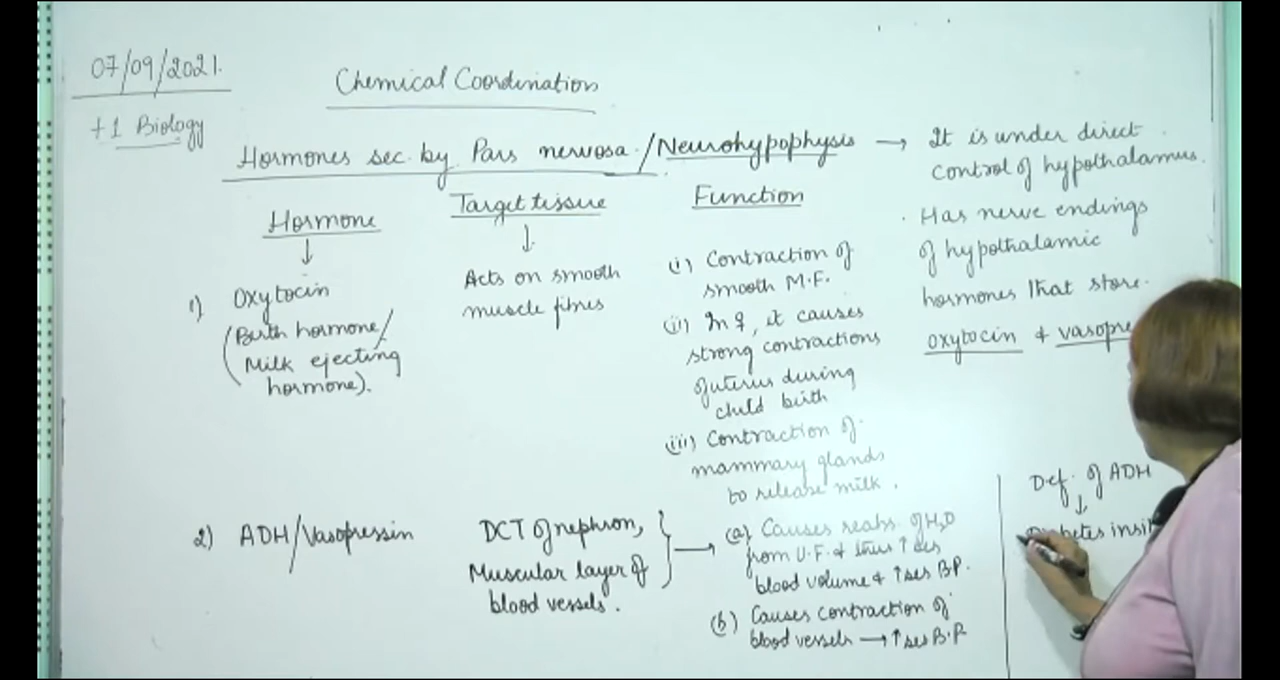 07/09/2021.
+1 Biology
Chemical Coordination
Hormones sec. by Pars nervosa / Neurohypophysis → It is under direct
control of hypothalamus.
Has nerve endings
of hypothalamic
hormones that store
oxytocin & vasopre
Hormone
↓
1) Oxytocin
(Birth hormone/
Milk ejecting
hormone).
Target tissue
↓
Acts on smooth
muscle fibres
Function
(i) Contraction of
smooth M.F.
(ii) In ♀, it causes
strong contractions
of uterus during
child birth
(iii) Contraction of
mammary glands
to release milk.
2) ADH/Vasopressin
DCT of nephron,
Muscular layer of
blood vessels.
→ (a) Causes reabs. of H2O
from U.F. & thus ↑ses
blood volume & ↑ses B.P.
(b) Causes contraction of
blood vessels → ↑ses B.P
Def. of ADH
↓
Diabetes insi